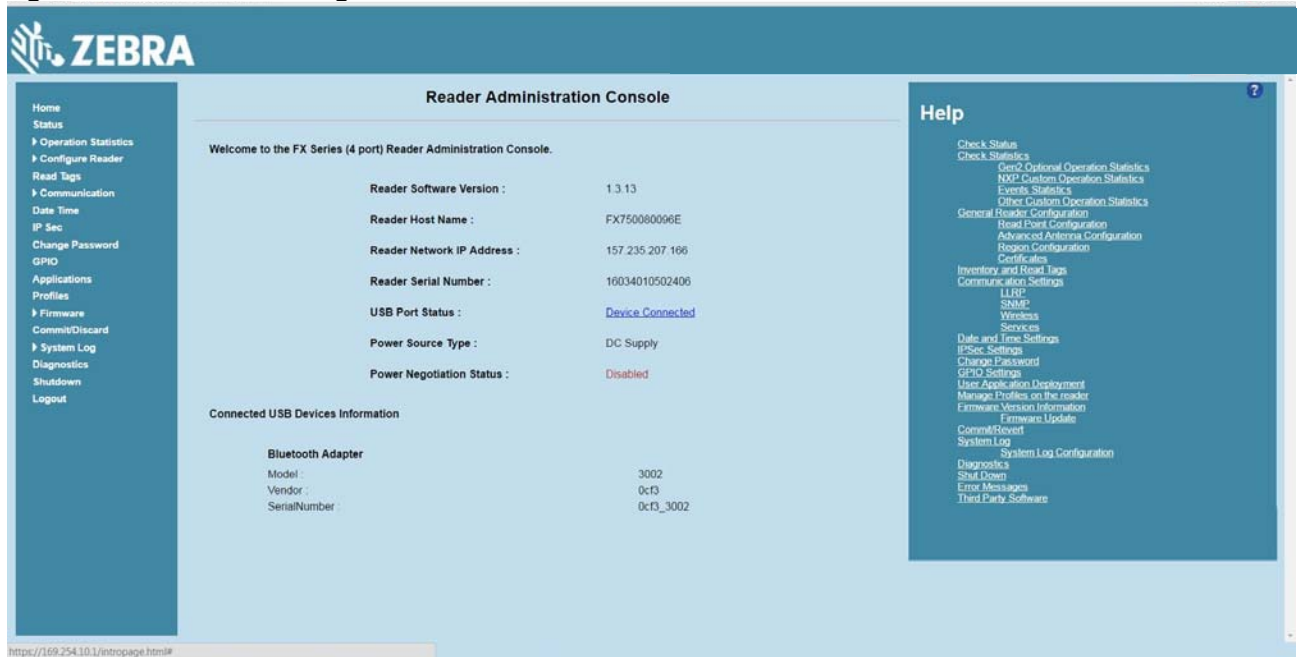 ZEBRA
Home
Status
Operation Statistics
Configure Reader
Read Tags
Communication
Date Time
IP Sec
Change Password
GPIO
Applications
Profiles
Firmware
Commit/Discard
System Log
Diagnostics
Shutdown
Logout
Reader Administration Console
Welcome to the FX Series (4 port) Reader Administration Console.
Reader Software Version : 1.3.13
Reader Host Name : FX750080096E
Reader Network IP Address : 157.235.207.166
Reader Serial Number : 16034010502406
USB Port Status : Device Connected
Power Source Type : DC Supply
Power Negotiation Status : Disabled
Connected USB Devices Information
Bluetooth Adapter
Model : 3002
Vendor : 0cf3
SerialNumber : 0cf3_3002
?
Help
Check Status
Check Statistics
Gen2 Optional Operation Statistics
NXP Custom Operation Statistics
Events Statistics
Other Custom Operation Statistics
General Reader Configuration
Read Point Configuration
Advanced Antenna Configuration
Region Configuration
Certificates
Inventory and Read Tags
Communication Settings
LLRP
SNMP
Wireless
Services
Date and Time Settings
IPSec Settings
Change Password
GPIO Settings
User Application Deployment
Manage Profiles on the reader
Firmware Version Information
Firmware Update
Commit/Revert
System Log
System Log Configuration
Diagnostics
Shut Down
Error Messages
Third Party Software
https://169.254.10.1/intropage.html#